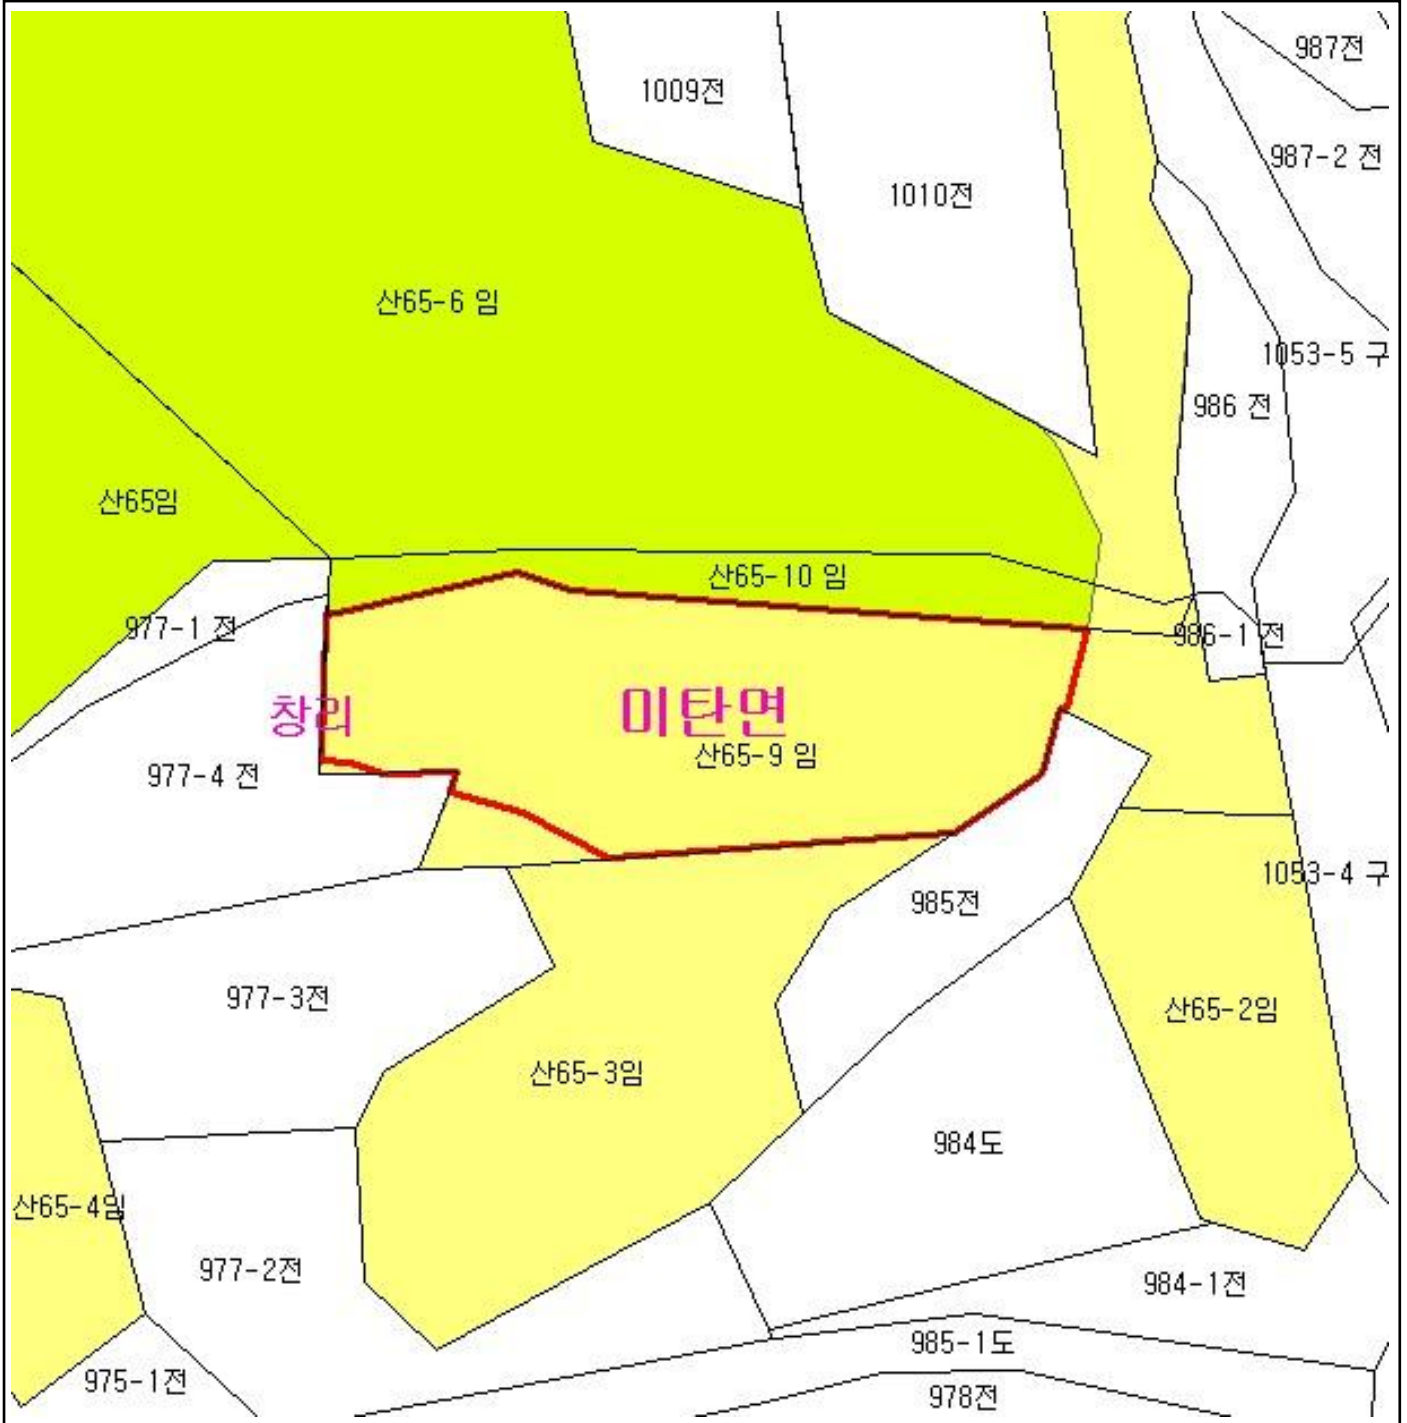 987전
1009전
987-2 전
1010전
산65-6 임
1053-5 구
986 전
산65임
산65-10 임
977-1 전
986-1 전
창리
미탄면
산65-9 임
977-4 전
1053-4 구
985전
977-3전
산65-2임
산65-3임
984도
산65-4임
977-2전
984-1전
985-1도
975-1전
978전